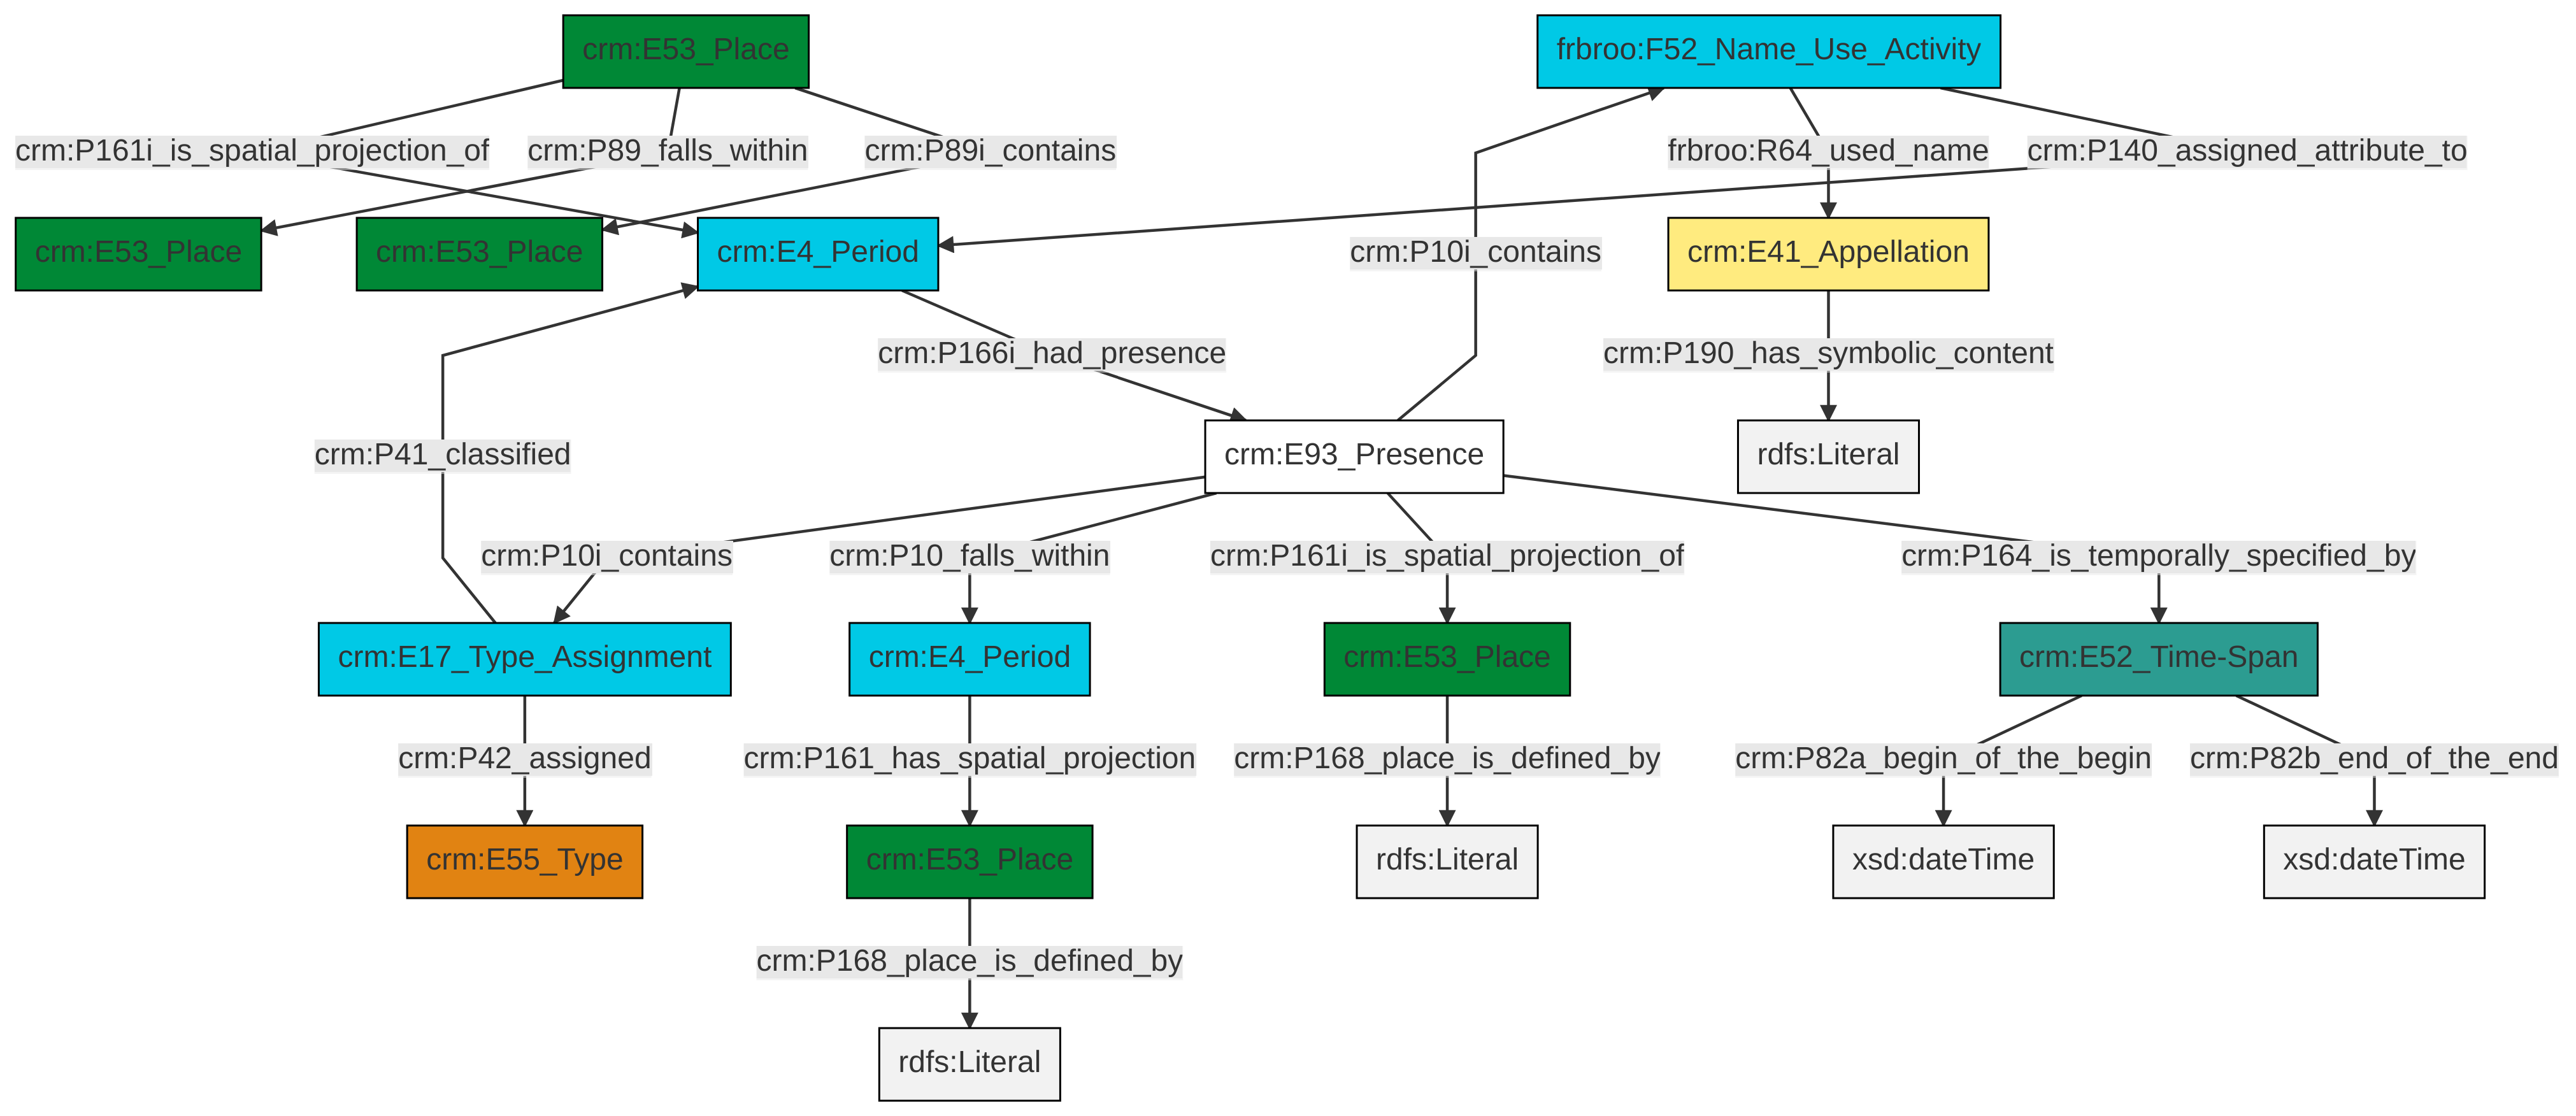 crm:E53_Place
frbroo:F52_Name_Use_Activity
crm:P161i_is_spatial_projection_of
crm:P89_falls_within
crm:P89i_contains
frbroo:R64_used_name
crm:P140_assigned_attribute_to
crm:E53_Place
crm:E53_Place
crm:E4_Period
crm:P10i_contains
crm:E41_Appellation
crm:P166i_had_presence
crm:P190_has_symbolic_content
crm:P41_classified
crm:E93_Presence
rdfs:Literal
crm:P10i_contains
crm:P10_falls_within
crm:P161i_is_spatial_projection_of
crm:P164_is_temporally_specified_by
crm:E17_Type_Assignment
crm:E4_Period
crm:E53_Place
crm:E52_Time-Span
crm:P42_assigned
crm:P161_has_spatial_projection
crm:P168_place_is_defined_by
crm:P82a_begin_of_the_begin
crm:P82b_end_of_the_end
crm:E55_Type
crm:E53_Place
rdfs:Literal
xsd:dateTime
xsd:dateTime
crm:P168_place_is_defined_by
rdfs:Literal